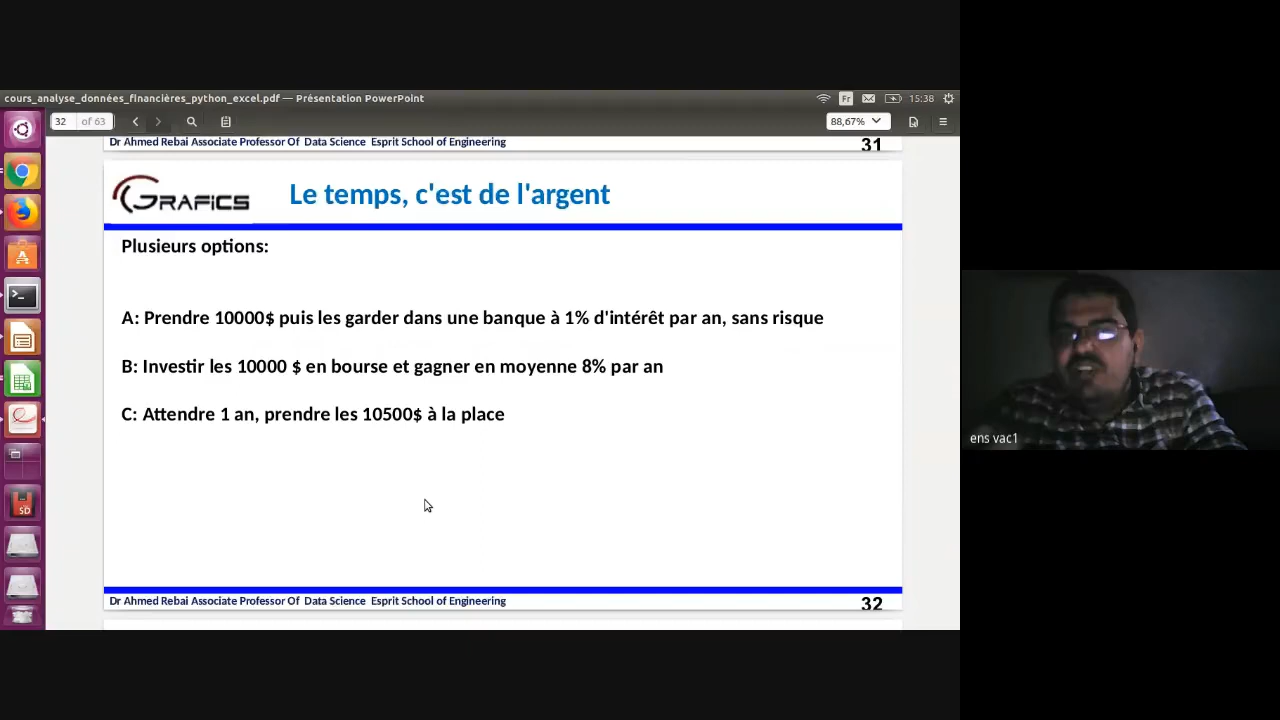 cours_analyse_données_financières_python_excel.pdf — Présentation PowerPoint
Fr
15:38
32 of 63
88,67%
Dr Ahmed Rebai Associate Professor Of Data Science Esprit School of Engineering
31
GRAFICS
Le temps, c'est de l'argent
Plusieurs options:
A: Prendre 10000$ puis les garder dans une banque à 1% d'intérêt par an, sans risque
B: Investir les 10000 $ en bourse et gagner en moyenne 8% par an
C: Attendre 1 an, prendre les 10500$ à la place
ens vac1
SD
Dr Ahmed Rebai Associate Professor Of Data Science Esprit School of Engineering
32